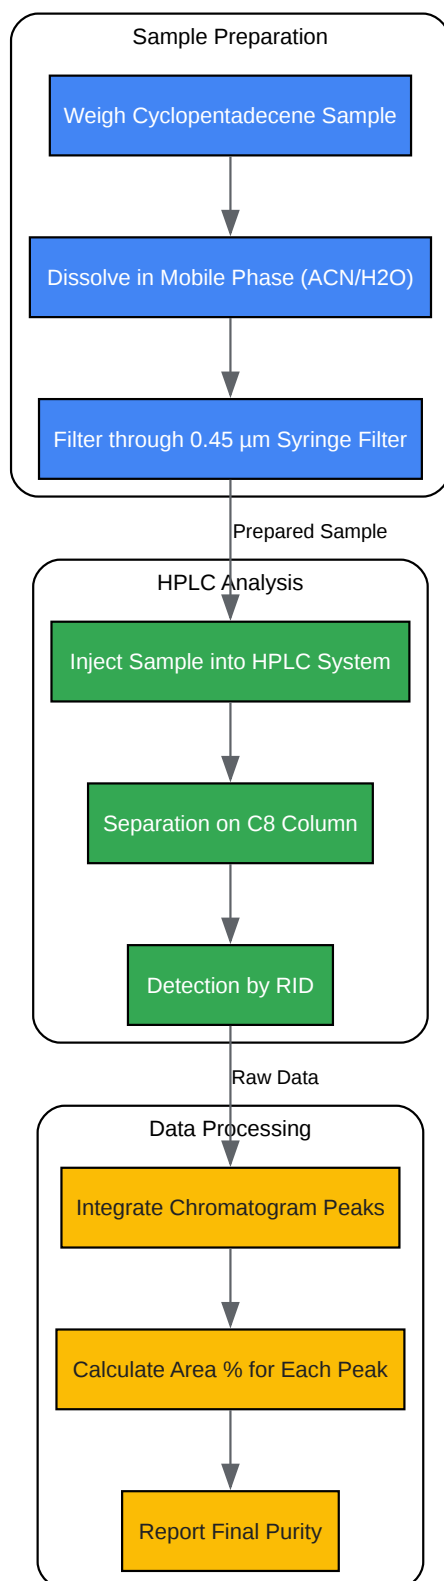 Sample Preparation
Weigh Cyclopentadecene Sample
Dissolve in Mobile Phase (ACN/H2O)
Filter through 0.45 µm Syringe Filter
Prepared Sample
HPLC Analysis
Inject Sample into HPLC System
Separation on C8 Column
Detection by RID
Raw Data
Data Processing
Integrate Chromatogram Peaks
Calculate Area % for Each Peak
Report Final Purity